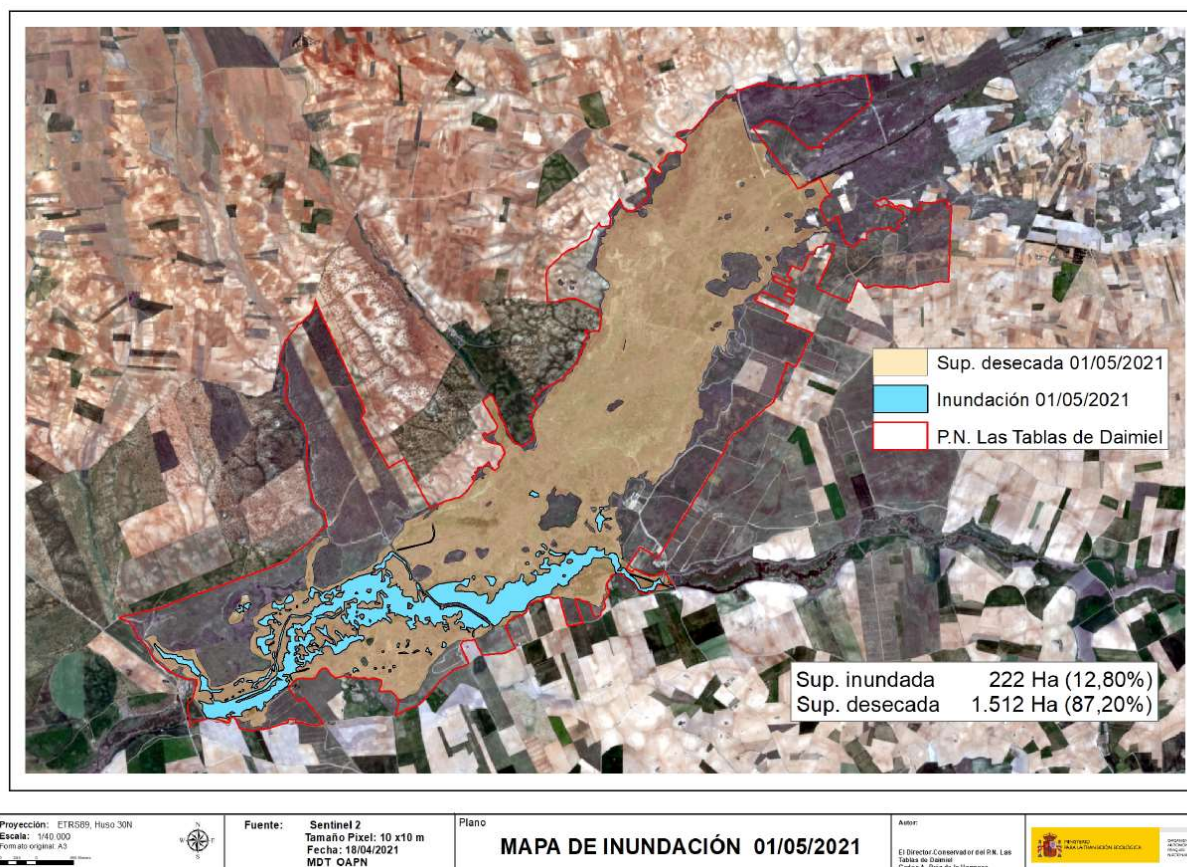 Sup. desecada 01/05/2021
Inundación 01/05/2021
P.N. Las Tablas de Daimiel
Sup. inundada 222 Ha (12,80%)
Sup. desecada 1.512 Ha (87,20%)
Proyección: ETRS89, Huso 30N
Escala: 1/40.000
Formato original: A3
Fuente: Sentinel 2
Tamaño Pixel: 10 x10 m
Fecha: 18/04/2021
MDT OAPN
Plano
MAPA DE INUNDACIÓN 01/05/2021
Autor:
El Director-Conservador del P.N. Las
Tablas de Daimiel
MINISTERIO
PARA LA TRANSICIÓN ECOLÓGICA